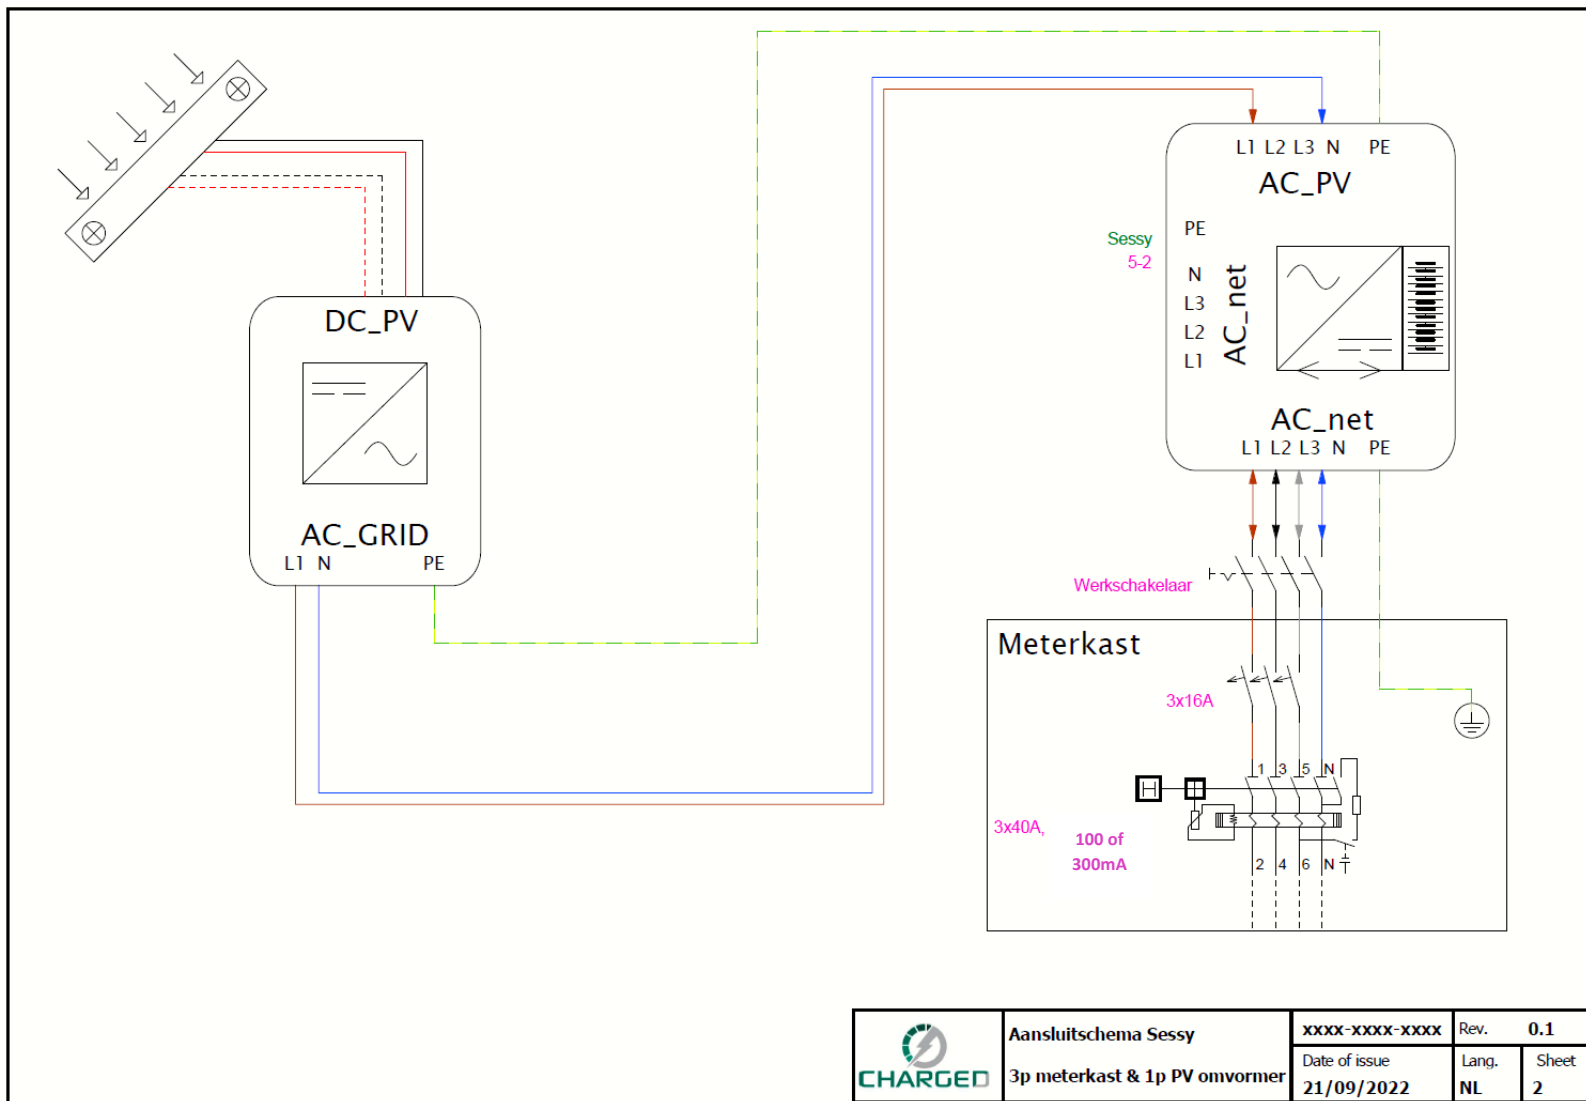 L1 L2 L3 N PE
AC_PV
Sessy
5-2
PE
N
L3
L2
L1
AC_net
AC_net
L1 L2 L3 N PE
DC_PV
AC_GRID
L1 N PE
Werkschakelaar
Meterkast
3x16A
1 3 5 N
H
3x40A,
100 of
300mA
2 4 6 N
CHARGED
Aansluitschema Sessy
3p meterkast & 1p PV omvormer
xxxx-xxxx-xxxx
Rev. 0.1
Date of issue
21/09/2022
Lang.
NL
Sheet
2